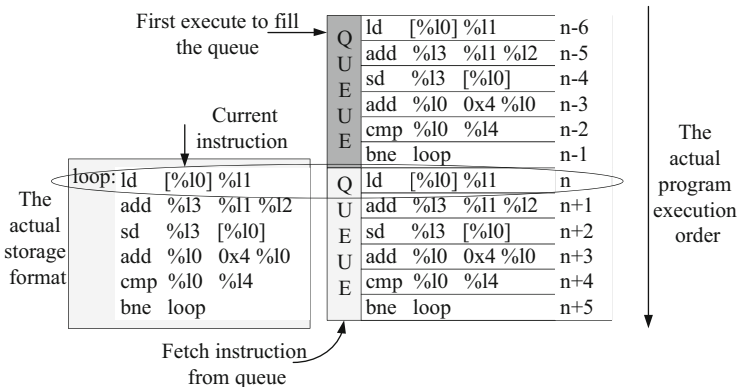 First execute to fill
the queue
QUEUE
ld [%l0] %l1 n-6
add %l3 %l1 %l2 n-5
sd %l3 [%l0] n-4
add %l0 0x4 %l0 n-3
cmp %l0 %l4 n-2
bne loop n-1
Current
instruction
The
actual
storage
format
loop: ld [%l0] %l1
add %l3 %l1 %l2
sd %l3 [%l0]
add %l0 0x4 %l0
cmp %l0 %l4
bne loop
QUEUE
ld [%l0] %l1 n
add %l3 %l1 %l2 n+1
sd %l3 [%l0] n+2
add %l0 0x4 %l0 n+3
cmp %l0 %l4 n+4
bne loop n+5
The
actual
program
execution
order
Fetch instruction
from queue